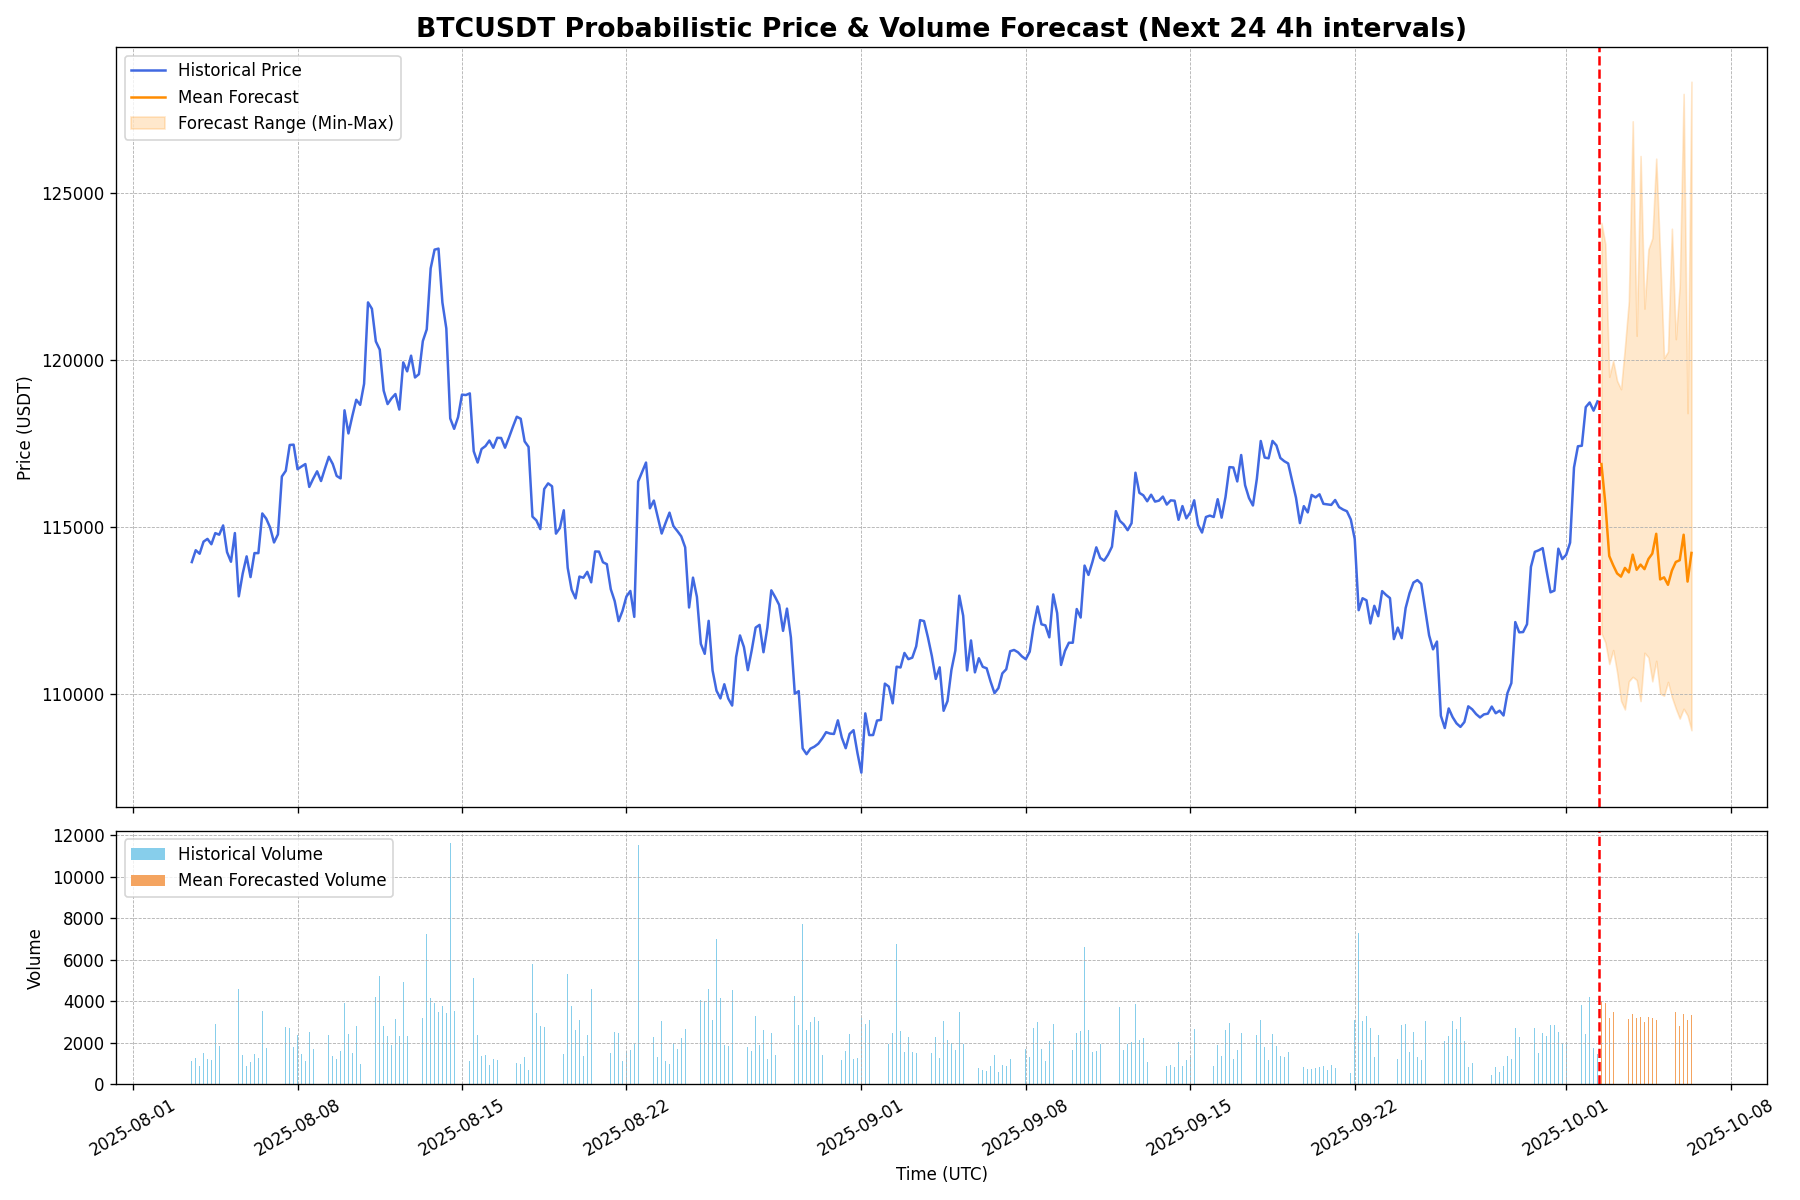 BTCUSDT Probabilistic Price & Volume Forecast (Next 24 4h intervals)
Historical Price
Mean Forecast
Forecast Range (Min-Max)
125000
120000
115000
110000
Price (USDT)
Historical Volume
Mean Forecasted Volume
12000
10000
8000
6000
4000
2000
0
Volume
2025-08-01
2025-08-08
2025-08-15
2025-08-22
2025-09-01
2025-09-08
2025-09-15
2025-09-22
2025-10-01
2025-10-08
Time (UTC)